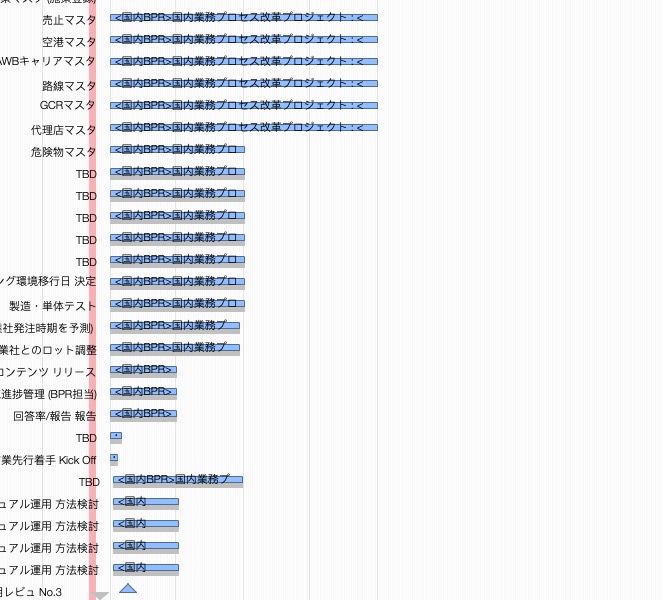 売止マスタ <国内BPR>国内業務プロセス改革プロジェクト : <
空港マスタ <国内BPR>国内業務プロセス改革プロジェクト : <
AWBキャリアマスタ <国内BPR>国内業務プロセス改革プロジェクト : <
路線マスタ <国内BPR>国内業務プロセス改革プロジェクト : <
GCRマスタ <国内BPR>国内業務プロセス改革プロジェクト : <
代理店マスタ <国内BPR>国内業務プロセス改革プロジェクト : <
危険物マスタ <国内BPR>国内業務プロ
TBD <国内BPR>国内業務プロ
TBD <国内BPR>国内業務プロ
TBD <国内BPR>国内業務プロ
TBD <国内BPR>国内業務プロ
TBD <国内BPR>国内業務プロ
ング環境移行日 決定 <国内BPR>国内業務プロ
製造・単体テスト <国内BPR>国内業務プロ
社発注時期を予測) <国内BPR>国内業務プ
業社とのロット調整 <国内BPR>国内業務プ
コンテンツ リリース <国内BPR>
進捗管理 (BPR担当) <国内BPR>
回答率/報告 報告 <国内BPR>
TBD
業先行着手 Kick Off
TBD <国内BPR>国内業務プ
ュアル運用 方法検討 <国内
ュアル運用 方法検討 <国内
ュアル運用 方法検討 <国内
ュアル運用 方法検討 <国内
レビュ No.3